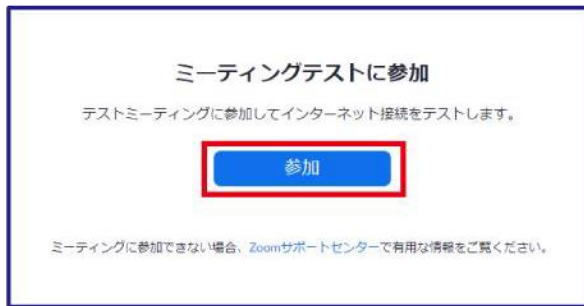 ミーティングテストに参加
テストミーティングに参加してインターネット接続をテストします。
参加
ミーティングに参加できない場合、Zoomサポートセンターで有用な情報をご覧ください。